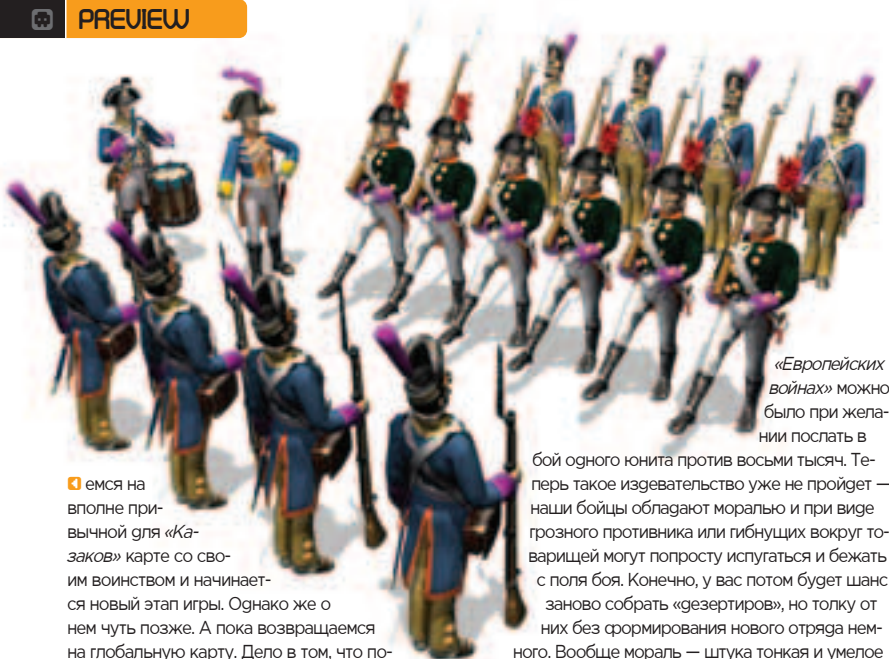 PREVIEW
емся на
вполне при-
вычной для «Ка-
заков» карте со сво-
им воинством и начинает-
ся новый этап игры. Однако же о
нем чуть позже. А пока возвращаемся
на глобальную карту. Дело в том, что по-
«Европейских
войнах» можно
было при жела-
нии послать в
бой одного юнита против восьми тысяч. Те-
перь такое издевательство уже не пройдет —
наши бойцы обладают моралью и при виде
грозного противника или гибнущих вокруг то-
варищей могут попросту испугаться и бежать
с поля боя. Конечно, у вас потом будет шанс
заново собрать «дезертиров», но толку от
них без формирования нового отряда нем-
ного. Вообще мораль — штука тонкая и умелое